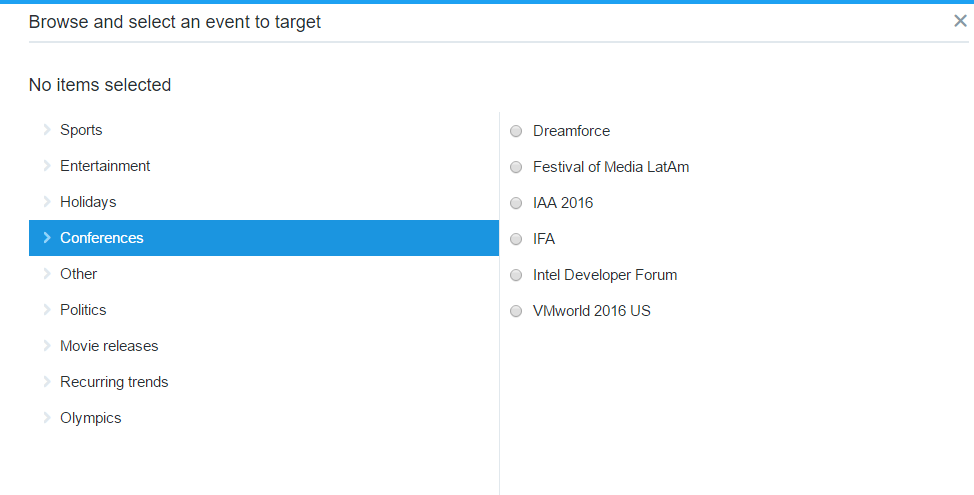 Browse and select an event to target
No items selected
Sports
Entertainment
Holidays
Conferences
Other
Politics
Movie releases
Recurring trends
Olympics
Dreamforce
Festival of Media LatAm
IAA 2016
IFA
Intel Developer Forum
VMworld 2016 US